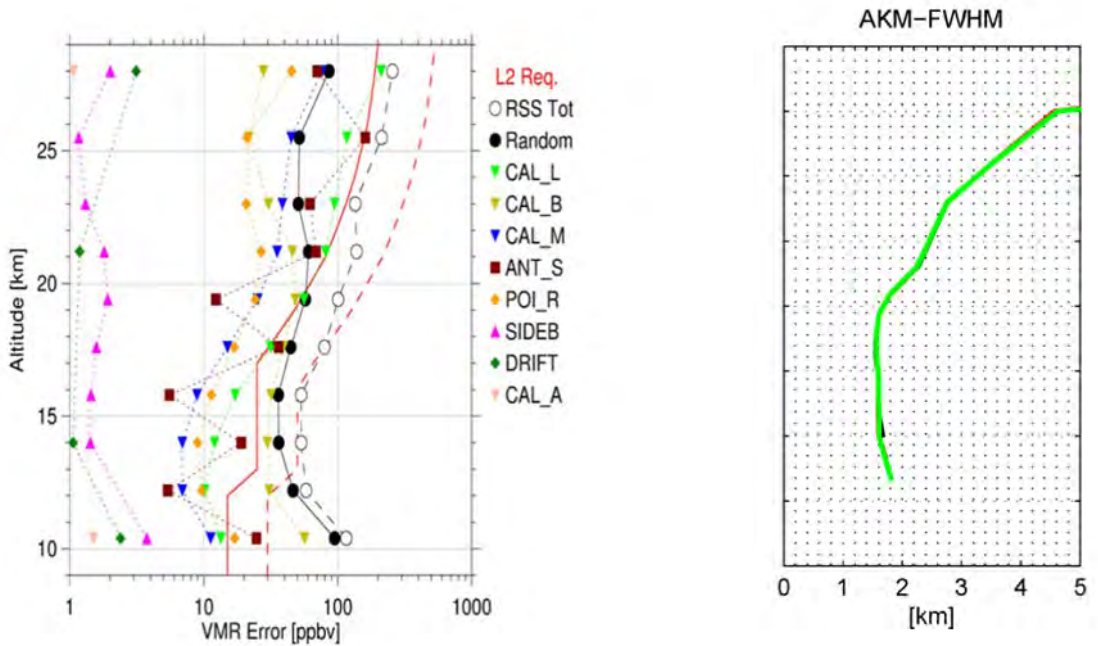 AKM−FWHM
L2 Req.
RSS Tot
Random
CAL_L
CAL_B
CAL_M
ANT_S
POI_R
SIDEB
DRIFT
CAL_A
25
20
15
10
Altitude [km]
1 10 100 1000
VMR Error [ppbv]
0 1 2 3 4 5
[km]